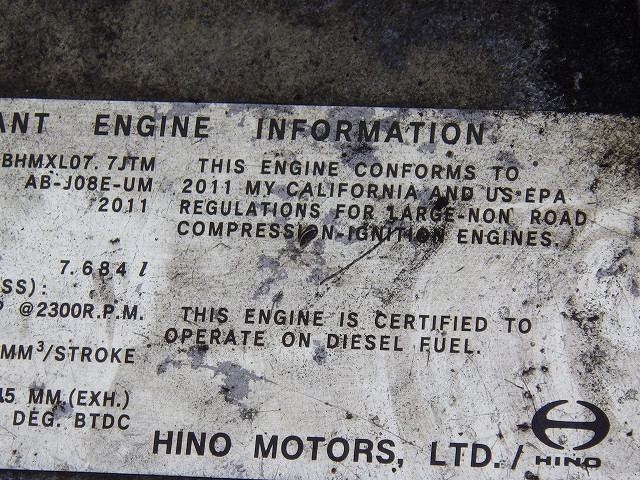 ANT ENGINE INFORMATION
BHMXL07.7JTM
AB-J08E-UM
2011
7.684 l
SS):
P @2300R.P.M.
MM³/STROKE
.15 MM.(EXH.)
DEG. BTDC
THIS ENGINE CONFORMS TO
2011 MY CALIFORNIA AND US EPA
REGULATIONS FOR LARGE NON ROAD
COMPRESSION-IGNITION ENGINES.
THIS ENGINE IS CERTIFIED TO
OPERATE ON DIESEL FUEL.
HINO MOTORS, LTD./ HINO